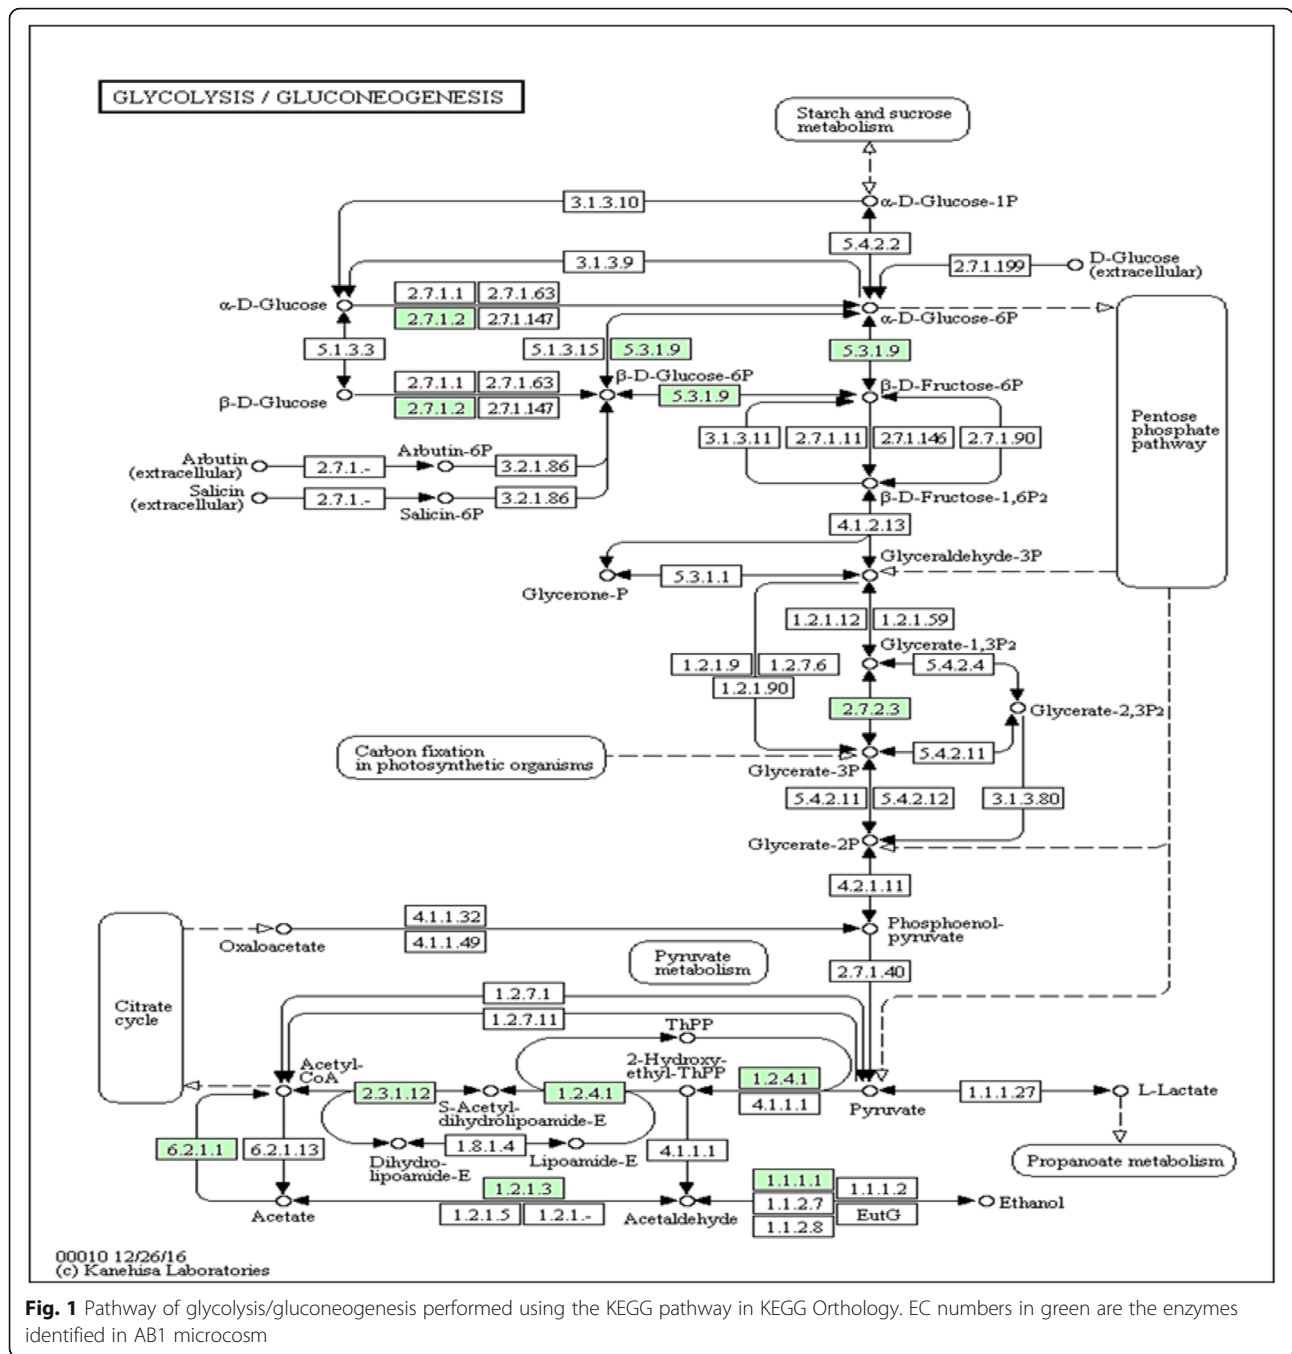 GLYCOLYSIS / GLUCONEOGENESIS
Starch and sucrose
metabolism
3.1.3.10
α-D-Glucose-1P
5.4.2.2
3.1.3.9
2.7.1.199
D-Glucose
(extracellular)
α-D-Glucose
2.7.1.1
2.7.1.63
2.7.1.2
2.7.1.147
α-D-Glucose-6P
5.1.3.3
5.1.3.15
5.3.1.9
5.3.1.9
β-D-Glucose
2.7.1.1
2.7.1.63
2.7.1.2
2.7.1.147
β-D-Glucose-6P
5.3.1.9
β-D-Fructose-6P
Pentose
phosphate
pathway
3.1.3.11
2.7.1.11
2.7.1.146
2.7.1.90
Arbutin
(extracellular)
2.7.1.-
Arbutin-6P
3.2.1.86
Salicin
(extracellular)
2.7.1.-
Salicin-6P
3.2.1.86
β-D-Fructose-1,6P2
4.1.2.13
Glyceraldehyde-3P
5.3.1.1
Glycerone-P
1.2.1.12
1.2.1.59
Glycerate-1,3P2
1.2.1.9
1.2.7.6
1.2.1.90
5.4.2.4
2.7.2.3
Glycerate-2,3P2
Carbon fixation
in photosynthetic organisms
5.4.2.11
Glycerate-3P
5.4.2.11
5.4.2.12
3.1.3.80
Glycerate-2P
4.2.1.11
4.1.1.32
4.1.1.49
Oxaloacetate
Phosphoenol-
pyruvate
Pyruvate
metabolism
2.7.1.40
Citrate
cycle
1.2.7.1
1.2.7.11
ThPP
Acetyl-
CoA
2-Hydroxy-
ethyl-ThPP
2.3.1.12
1.2.4.1
1.2.4.1
4.1.1.1
S-Acetyl-
dihydrolipoamide-E
Pyruvate
1.1.1.27
L-Lactate
6.2.1.1
6.2.1.13
1.8.1.4
Dihydro-
lipoamide-E
Lipoamide-E
4.1.1.1
Propanoate metabolism
Acetate
1.2.1.3
1.2.1.5
1.2.1.-
Acetaldehyde
1.1.1.1
1.1.1.2
1.1.2.7
EutG
1.1.2.8
Ethanol
00010 12/26/16
(c) Kanehisa Laboratories
Fig. 1 Pathway of glycolysis/gluconeogenesis performed using the KEGG pathway in KEGG Orthology. EC numbers in green are the enzymes
identified in AB1 microcosm